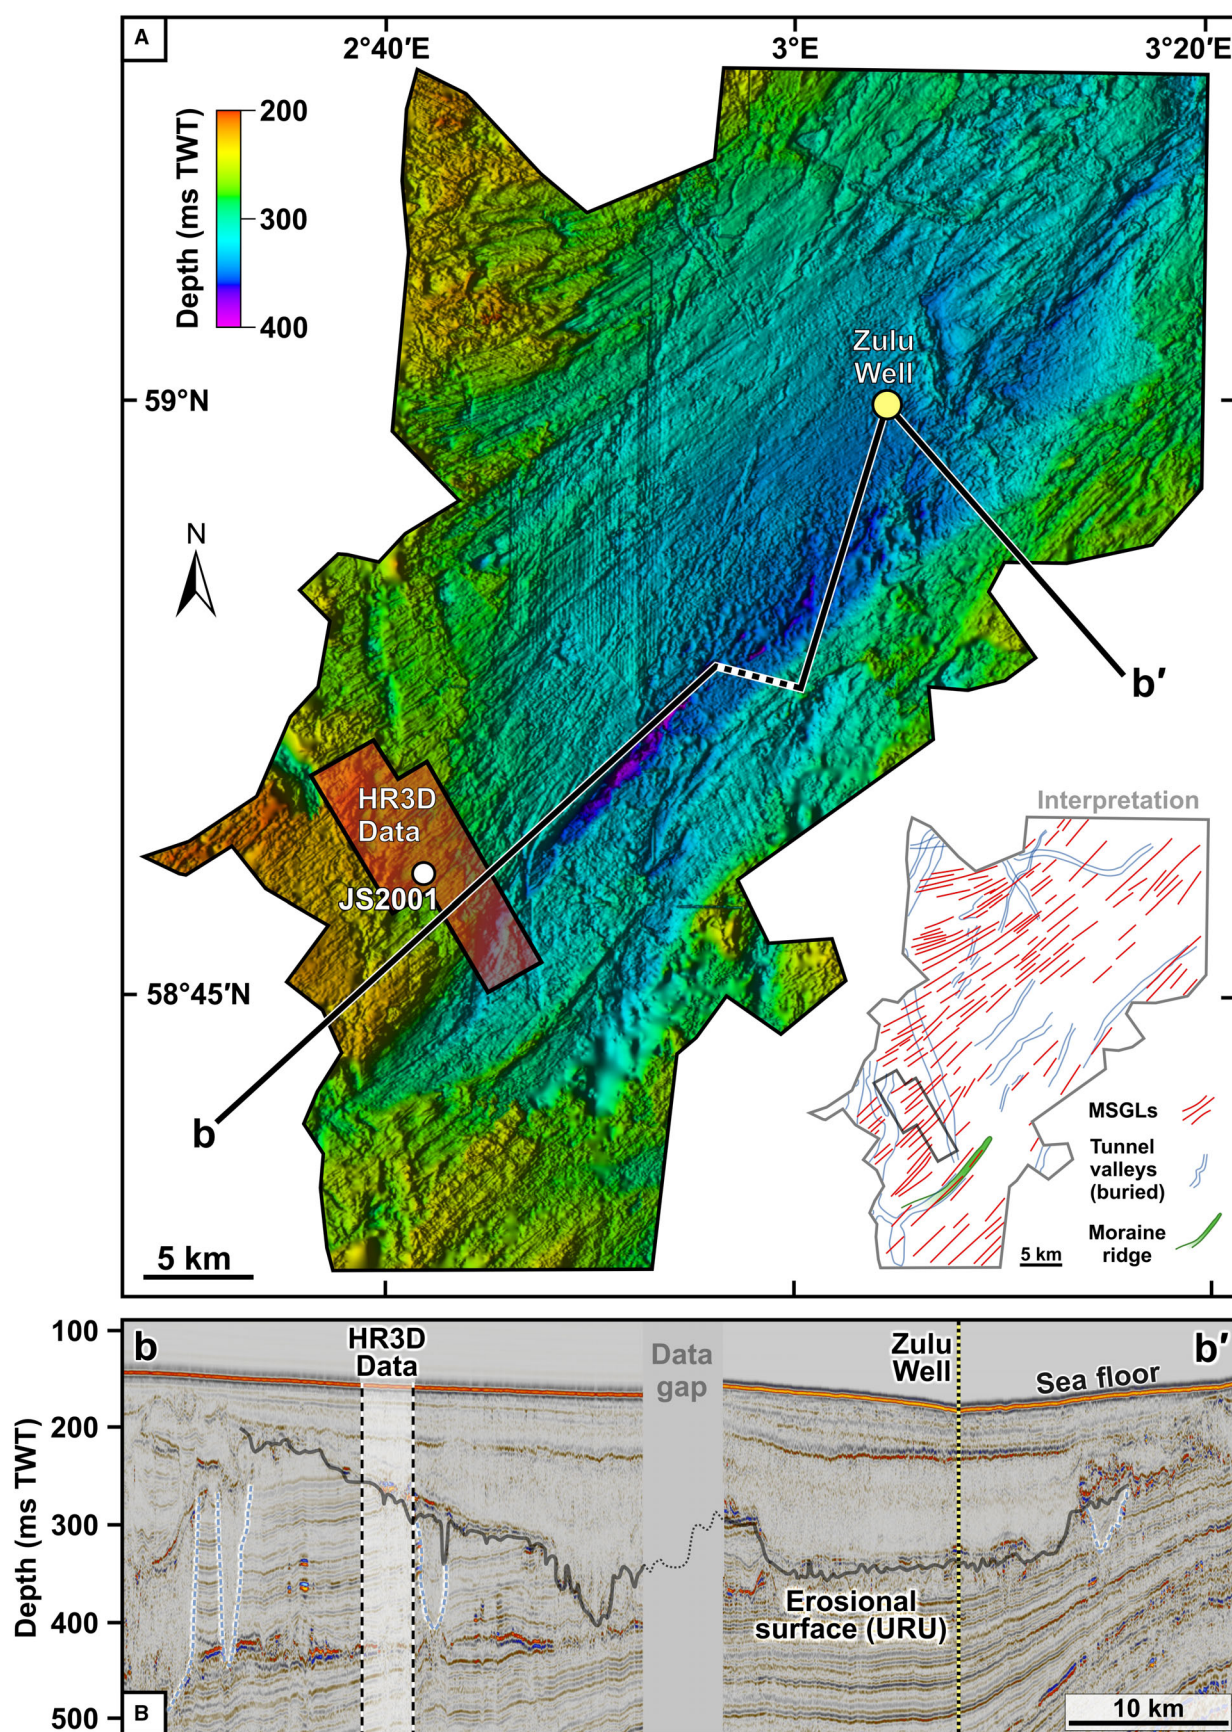 A
2°40′E
3°E
3°20′E
Depth (ms TWT)
200
300
400
Zulu
Well
59°N
N
b′
HR3D
Data
JS2001
Interpretation
58°45′N
b
MSGLs
Tunnel
valleys
(buried)
Moraine
ridge
5 km
5 km
b
HR3D
Data
Data
gap
Zulu
Well
b′
Sea floor
Depth (ms TWT)
100
200
300
400
500
Erosional
surface (URU)
B
10 km